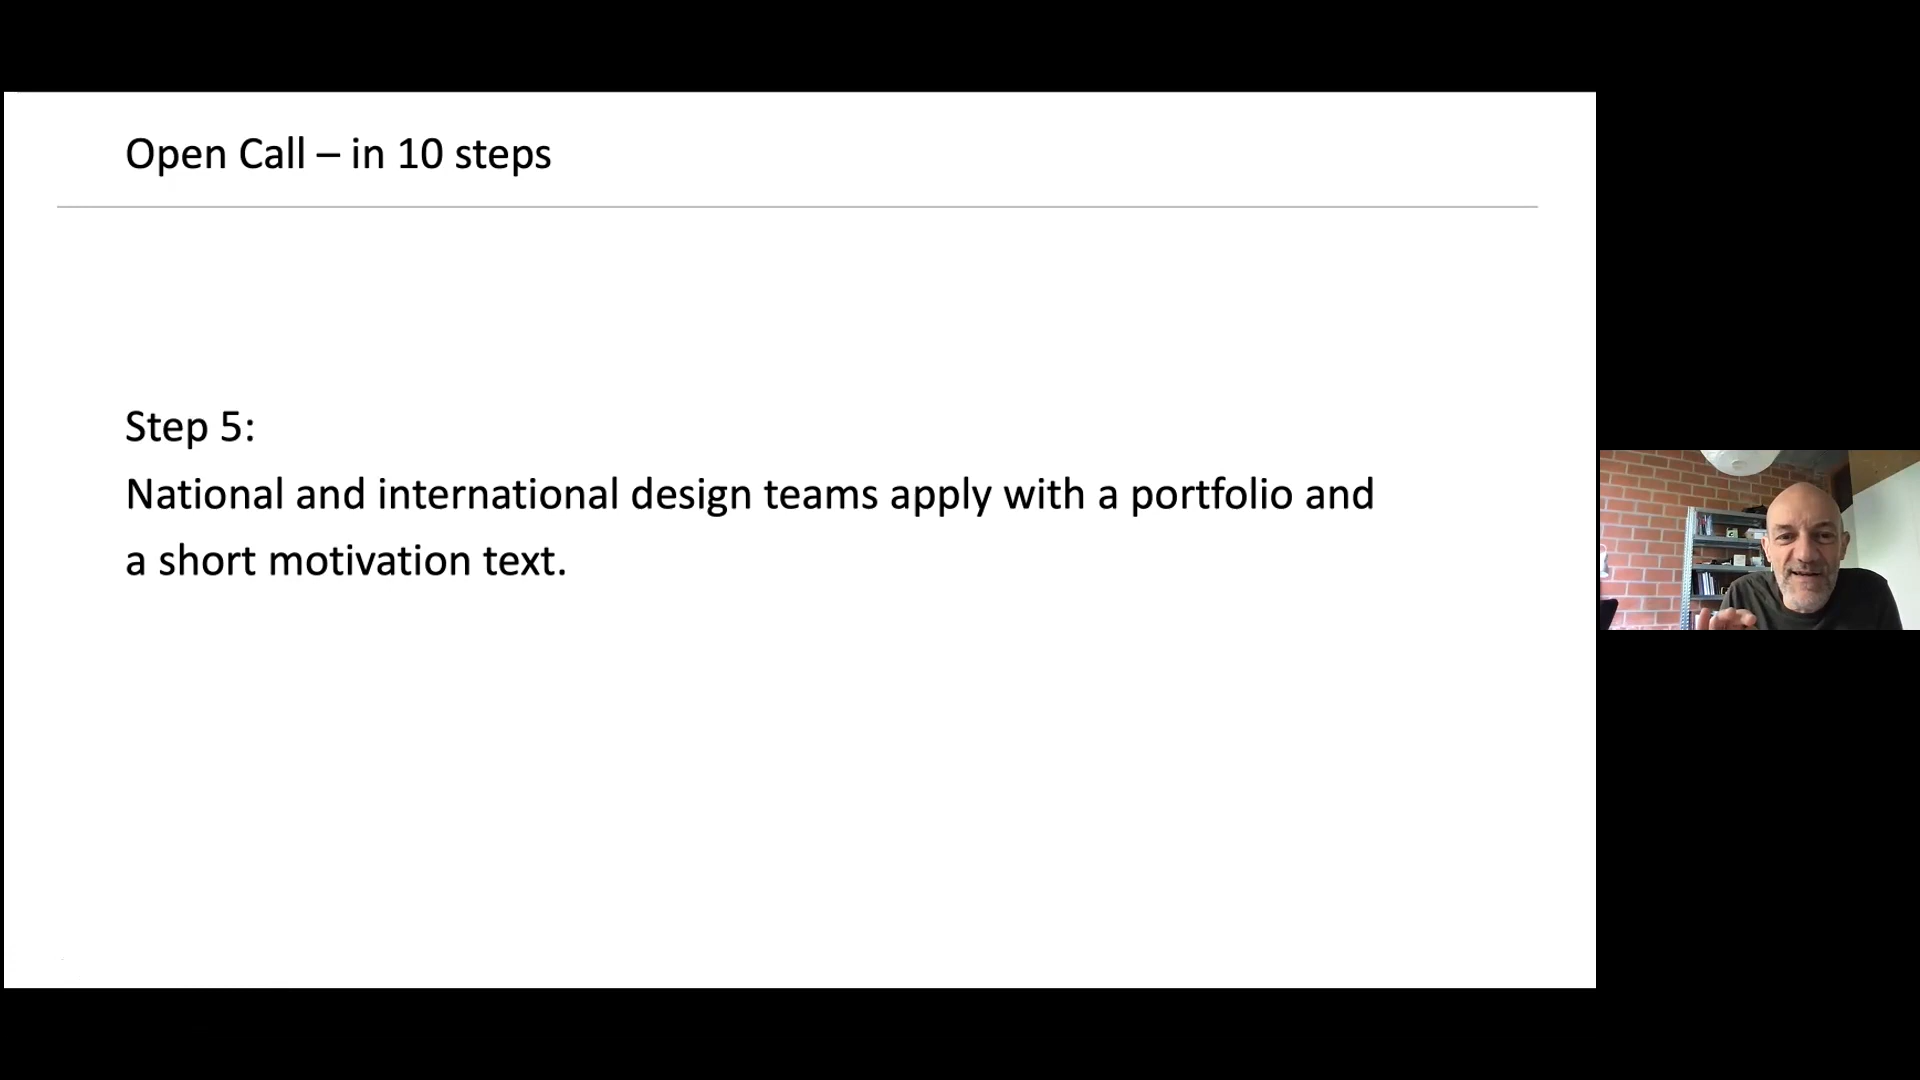 Open Call – in 10 steps
Step 5:
National and international design teams apply with a portfolio and
a short motivation text.